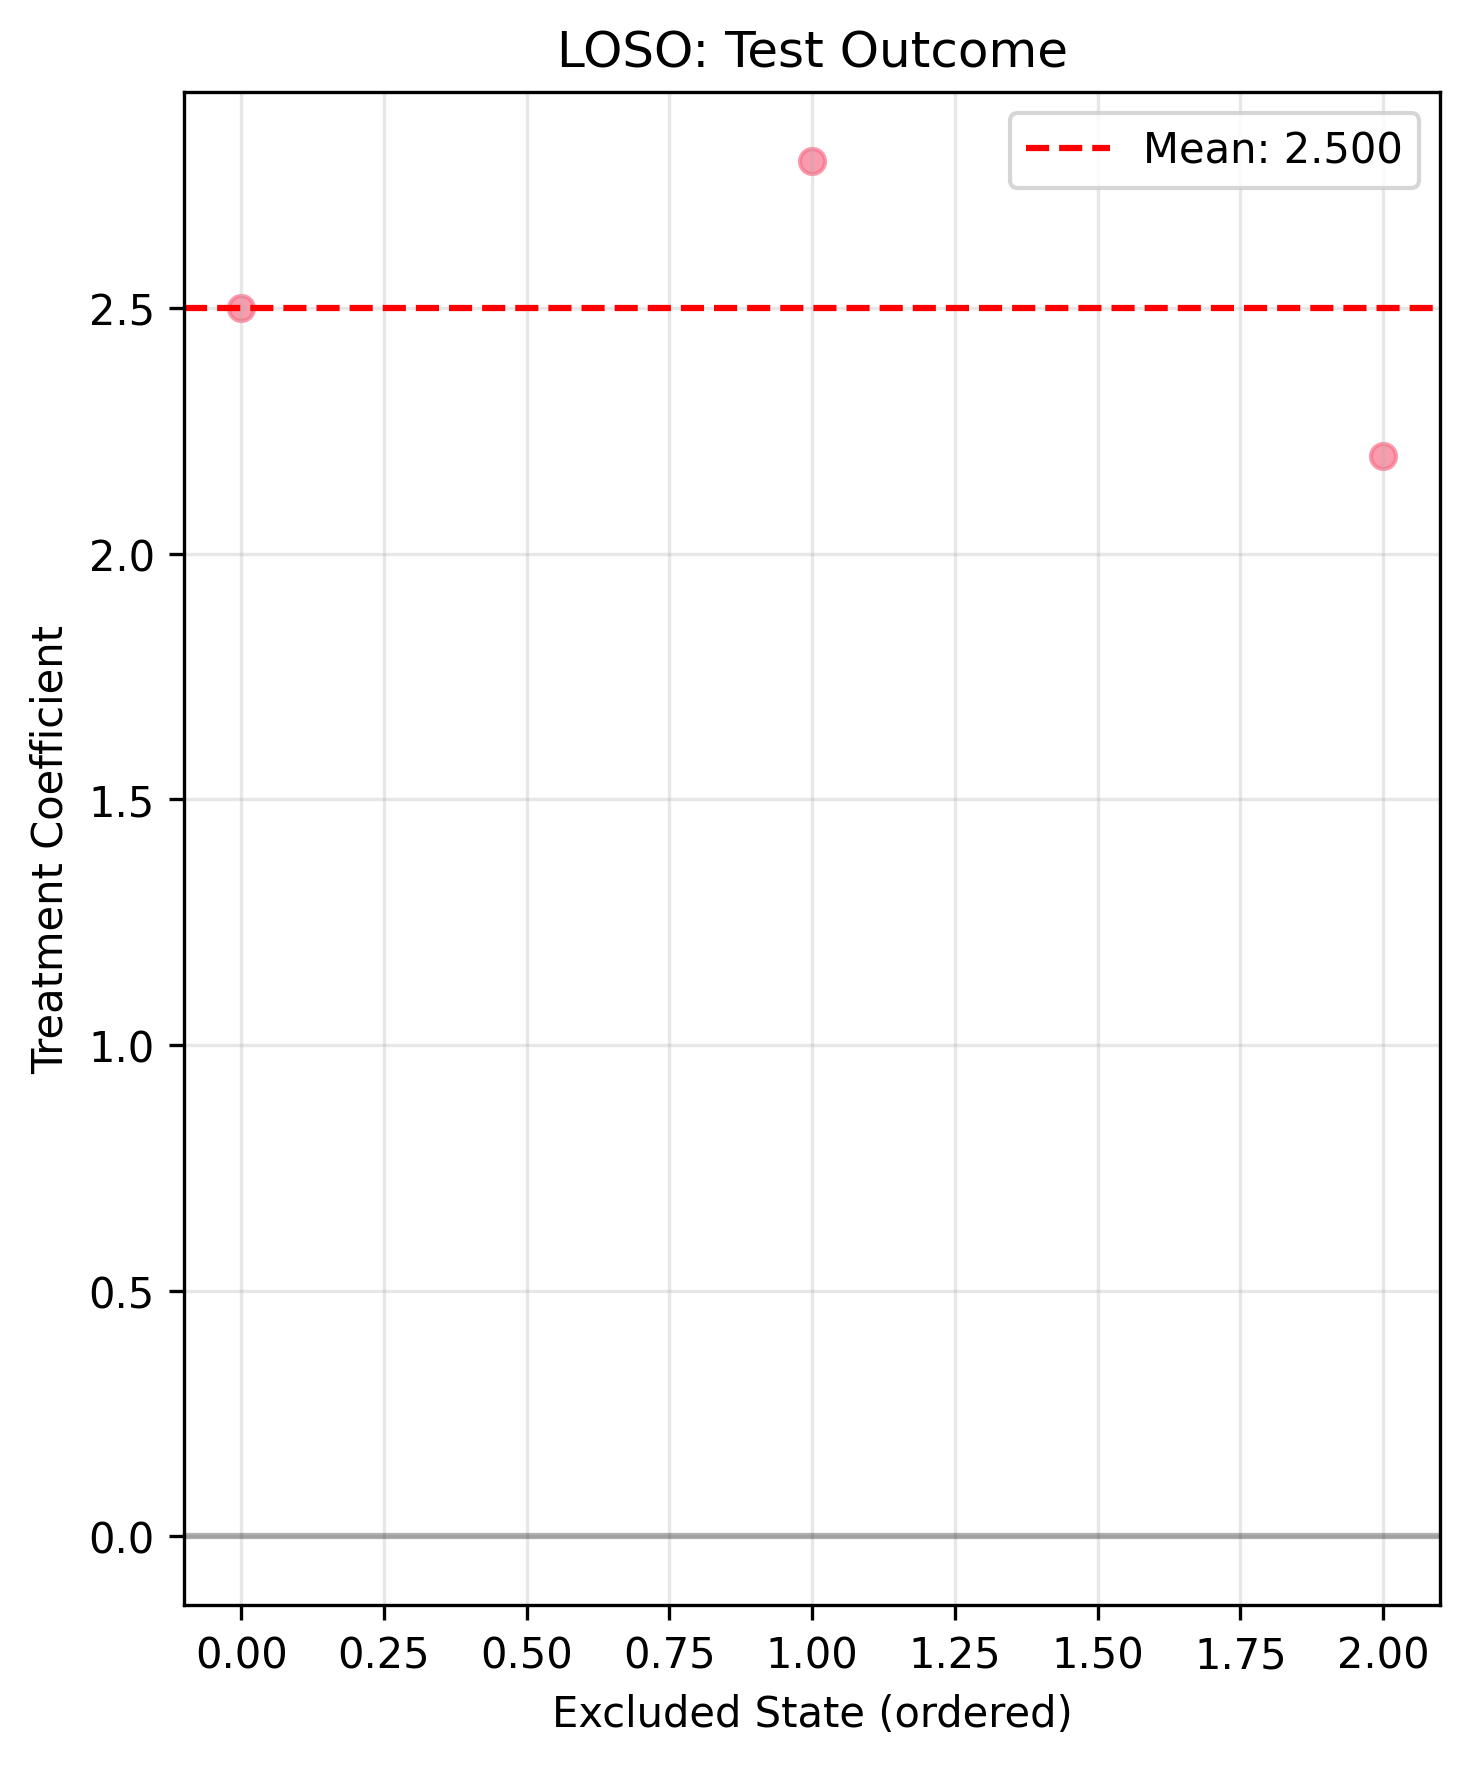 LOSO: Test Outcome
Mean: 2.500
2.5
2.0
1.5
1.0
0.5
0.0
Treatment Coefficient
0.00 0.25 0.50 0.75 1.00 1.25 1.50 1.75 2.00
Excluded State (ordered)